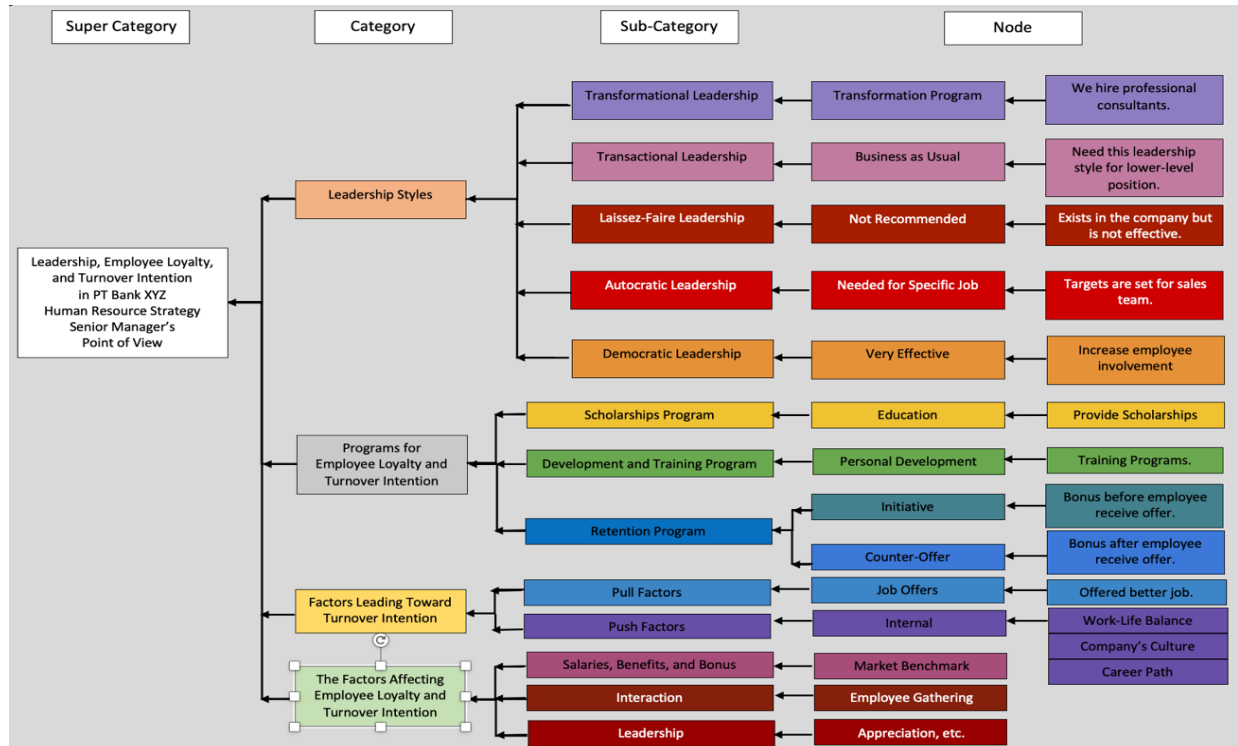 Super Category
Category
Sub-Category
Node
Transformational Leadership
Transformation Program
We hire professional
consultants.
Transactional Leadership
Business as Usual
Need this leadership
style for lower-level
position.
Leadership Styles
Laissez-Faire Leadership
Not Recommended
Exists in the company but
is not effective.
Leadership, Employee Loyalty,
and Turnover Intention
in PT Bank XYZ
Human Resource Strategy
Senior Manager's
Point of View
Autocratic Leadership
Needed for Specific Job
Targets are set for sales
team.
Democratic Leadership
Very Effective
Increase employee
involvement
Programs for
Employee Loyalty and
Turnover Intention
Scholarships Program
Education
Provide Scholarships
Development and Training Program
Personal Development
Training Programs.
Retention Program
Initiative
Bonus before employee
receive offer.
Counter-Offer
Bonus after employee
receive offer.
Factors Leading Toward
Turnover Intention
Pull Factors
Job Offers
Offered better job.
Push Factors
Internal
Work-Life Balance
Company's Culture
Career Path
The Factors Affecting
Employee Loyalty and
Turnover Intention
Salaries, Benefits, and Bonus
Market Benchmark
Interaction
Employee Gathering
Leadership
Appreciation, etc.